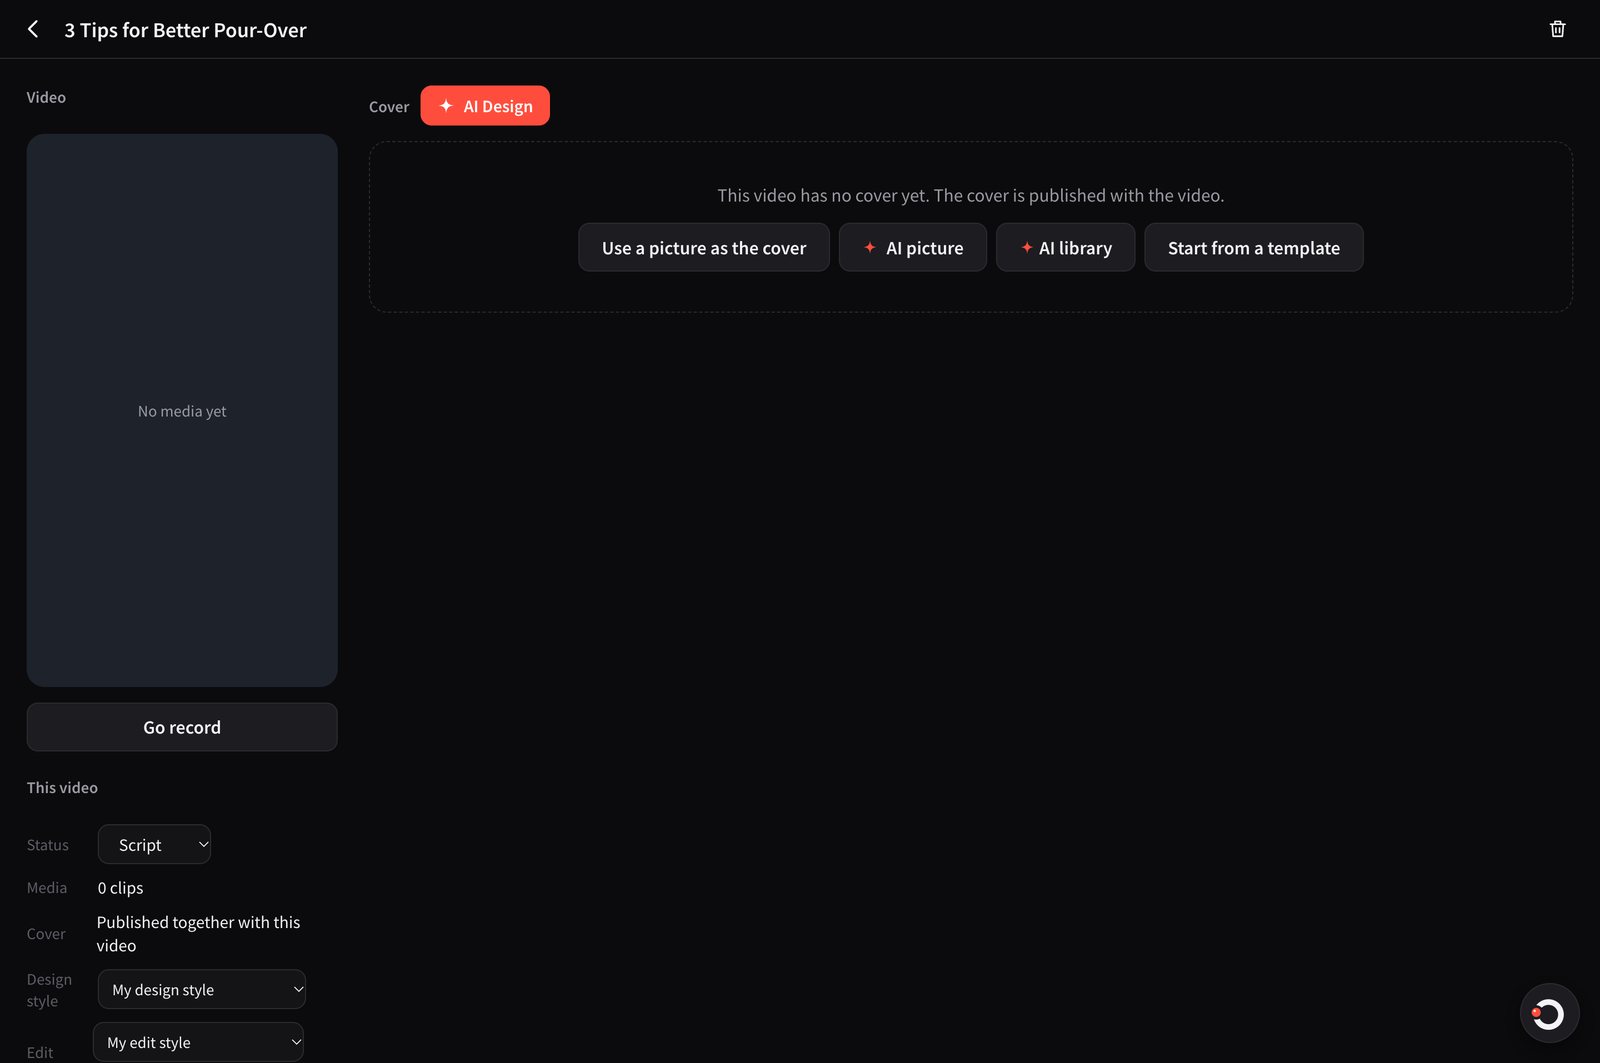 3 Tips for Better Pour-Over
Video
Cover
AI Design
This video has no cover yet. The cover is published with the video.
Use a picture as the cover
AI picture
AI library
Start from a template
No media yet
Go record
This video
Status
Script
Media
0 clips
Cover
Published together with this
video
Design
style
My design style
Edit
My edit style